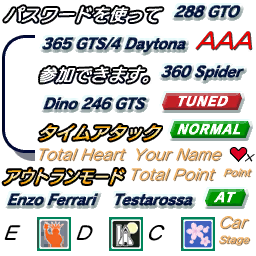 パスワードを使って 288 GTO
365 GTS/4 Daytona AAA
参加できます。 360 Spider
Dino 246 GTS TUNED
タイムアタック NORMAL
Total Heart Your Name ×
アウトランモード Total Point Point
Enzo Ferrari Testarossa AT
E D C Car
Stage